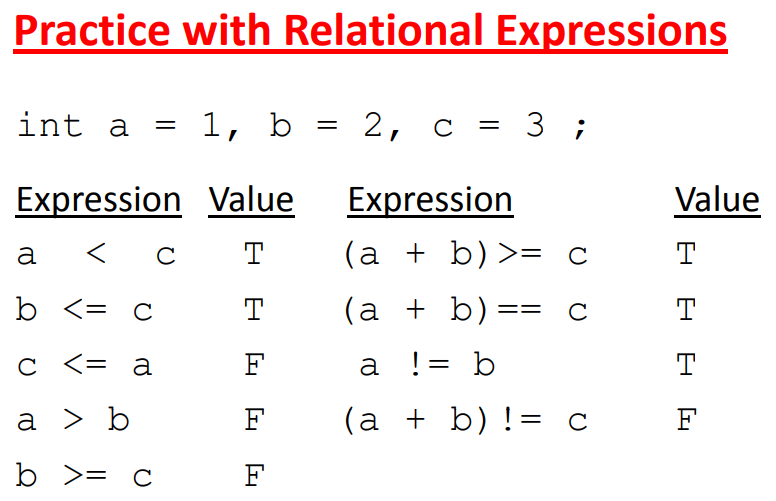 Practice with Relational Expressions
int a = 1, b = 2, c = 3 ;
Expression Value Expression Value
a < c T (a + b)>= c T
b <= c T (a + b)== c T
c <= a F a != b T
a > b F (a + b)!= c F
b >= c F